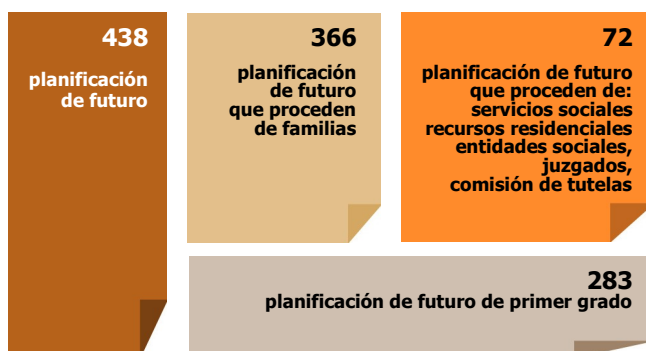 438
planificación
de futuro
366
planificación
de futuro
que proceden
de familias
72
planificación de futuro
que proceden de:
servicios sociales
recursos residenciales
entidades sociales,
juzgados,
comisión de tutelas
283
planificación de futuro de primer grado